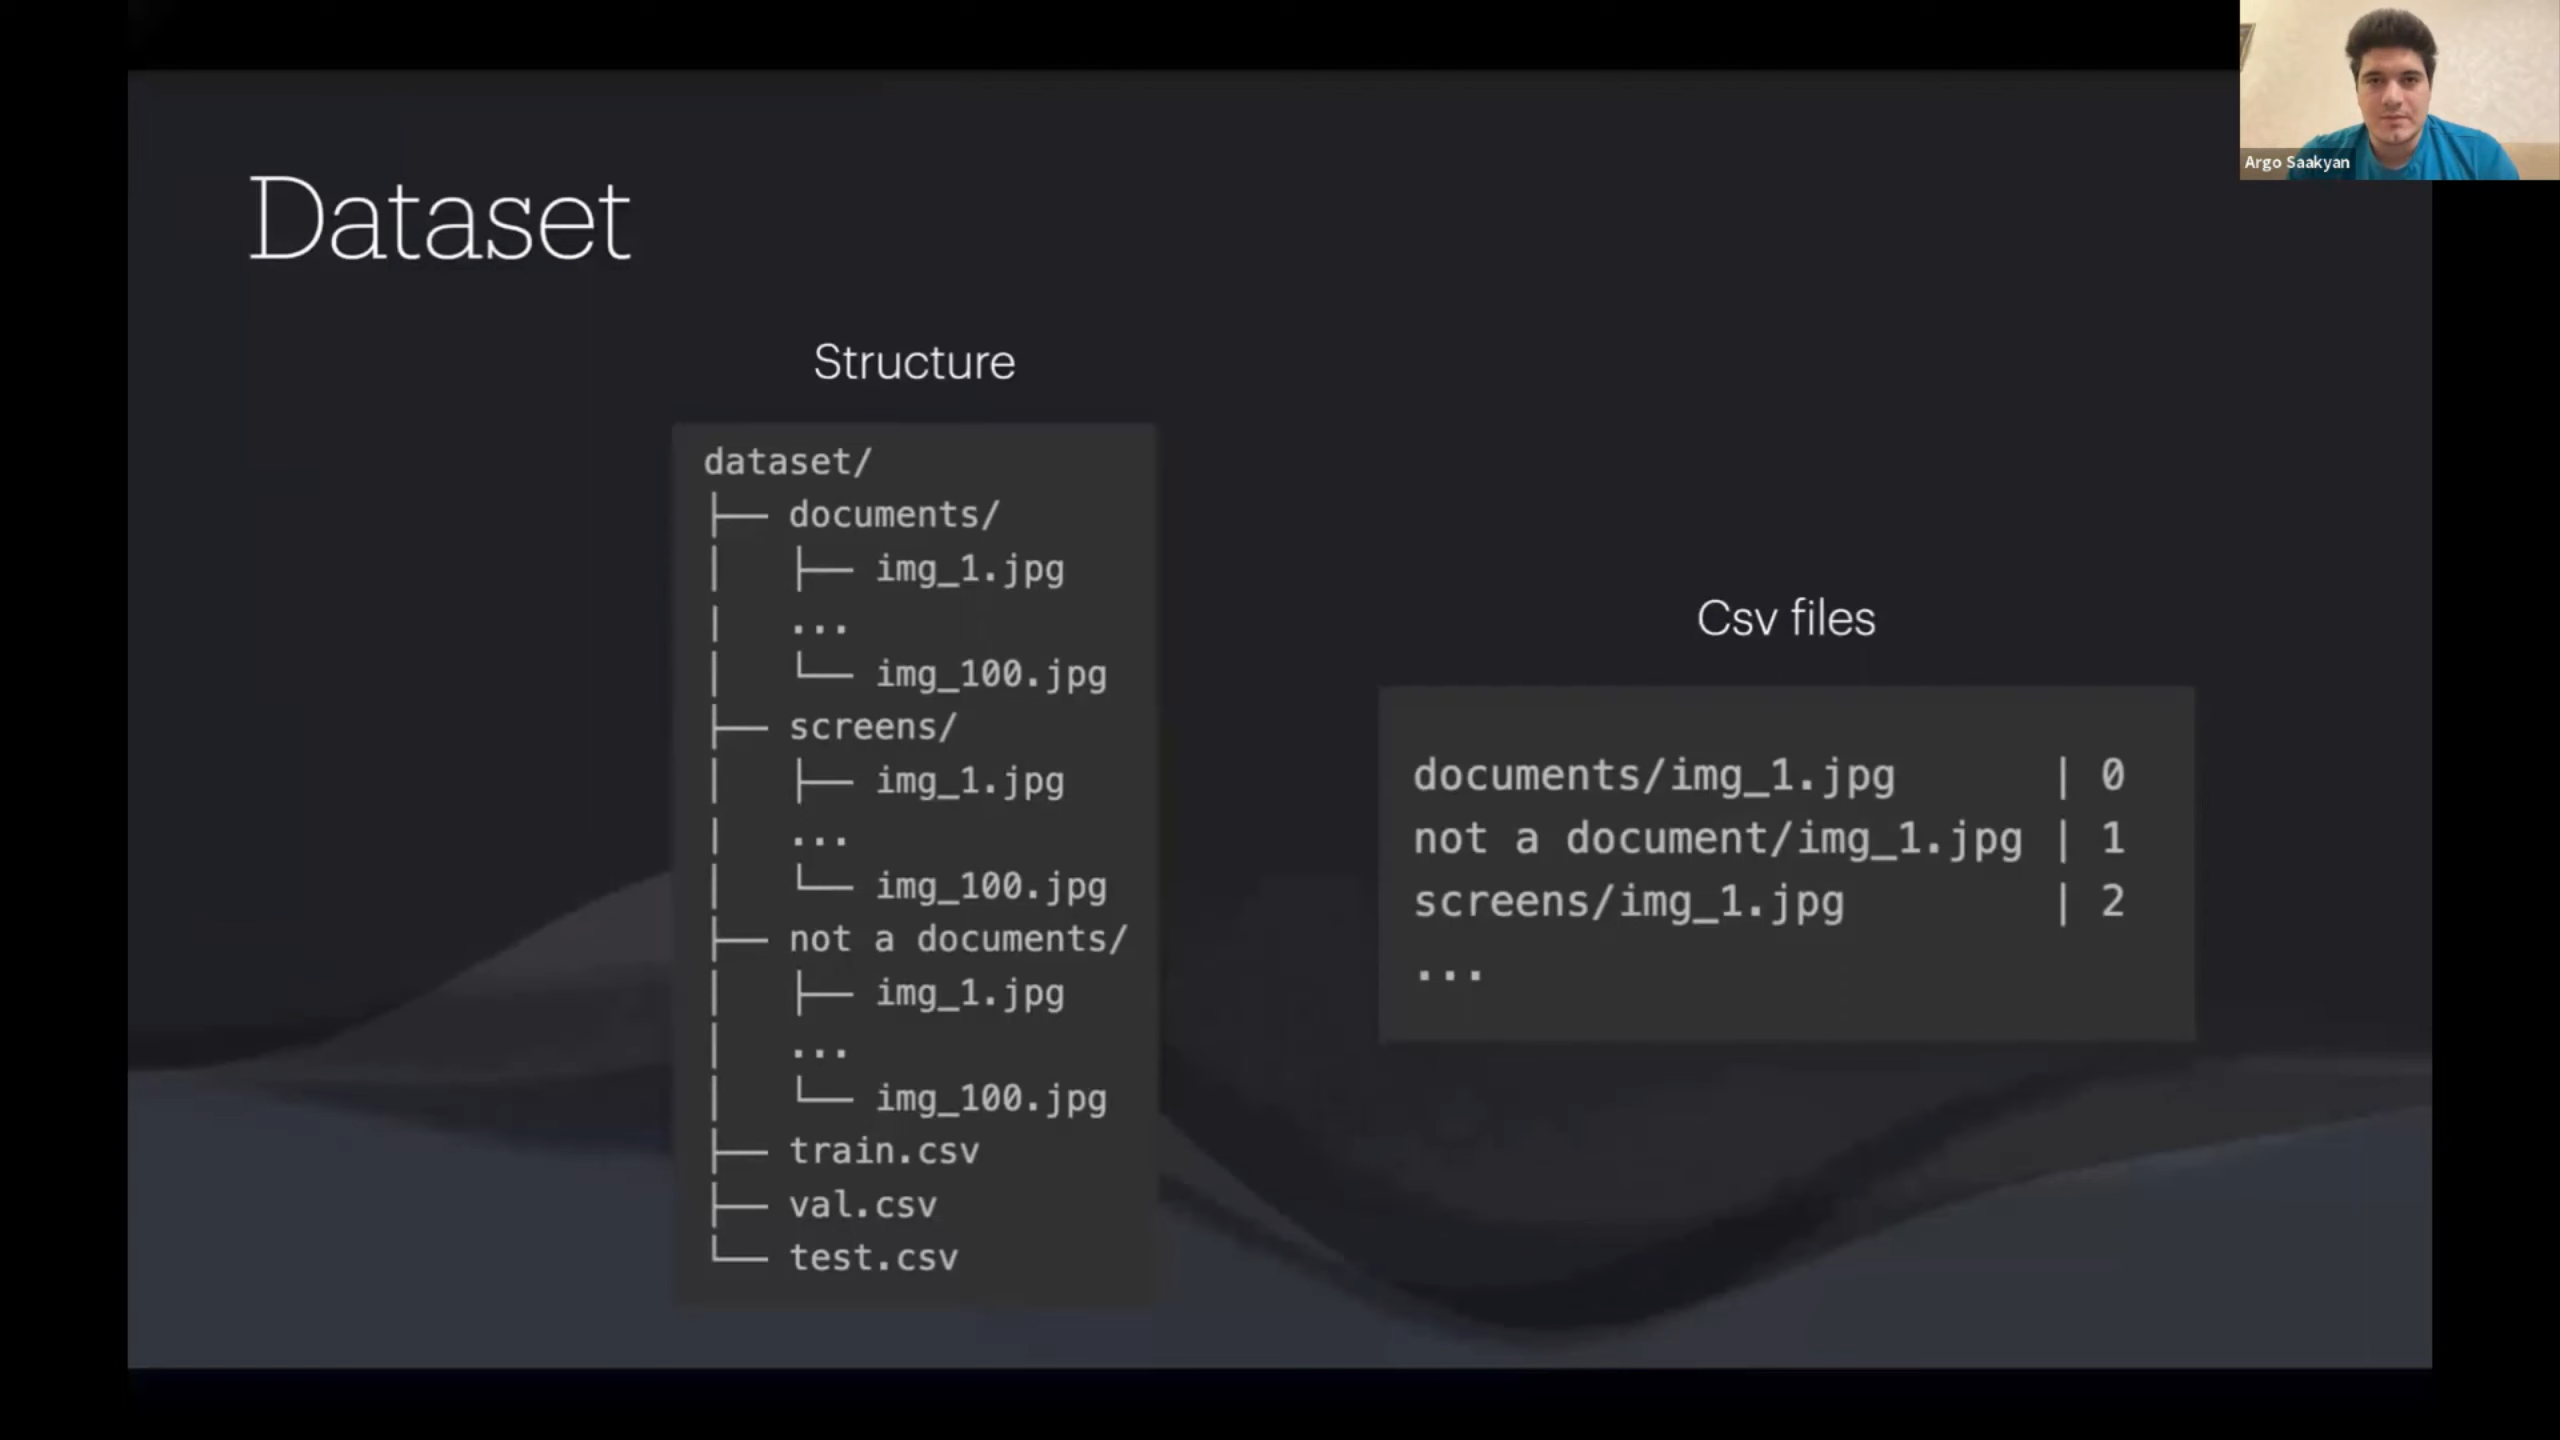 Argo Saakyan
Dataset
Structure
dataset/
├── documents/
│   ├── img_1.jpg
│   ...
│   └── img_100.jpg
├── screens/
│   ├── img_1.jpg
│   ...
│   └── img_100.jpg
├── not a documents/
│   ├── img_1.jpg
│   ...
│   └── img_100.jpg
├── train.csv
├── val.csv
└── test.csv
Csv files
documents/img_1.jpg      | 0
not a document/img_1.jpg | 1
screens/img_1.jpg        | 2
...